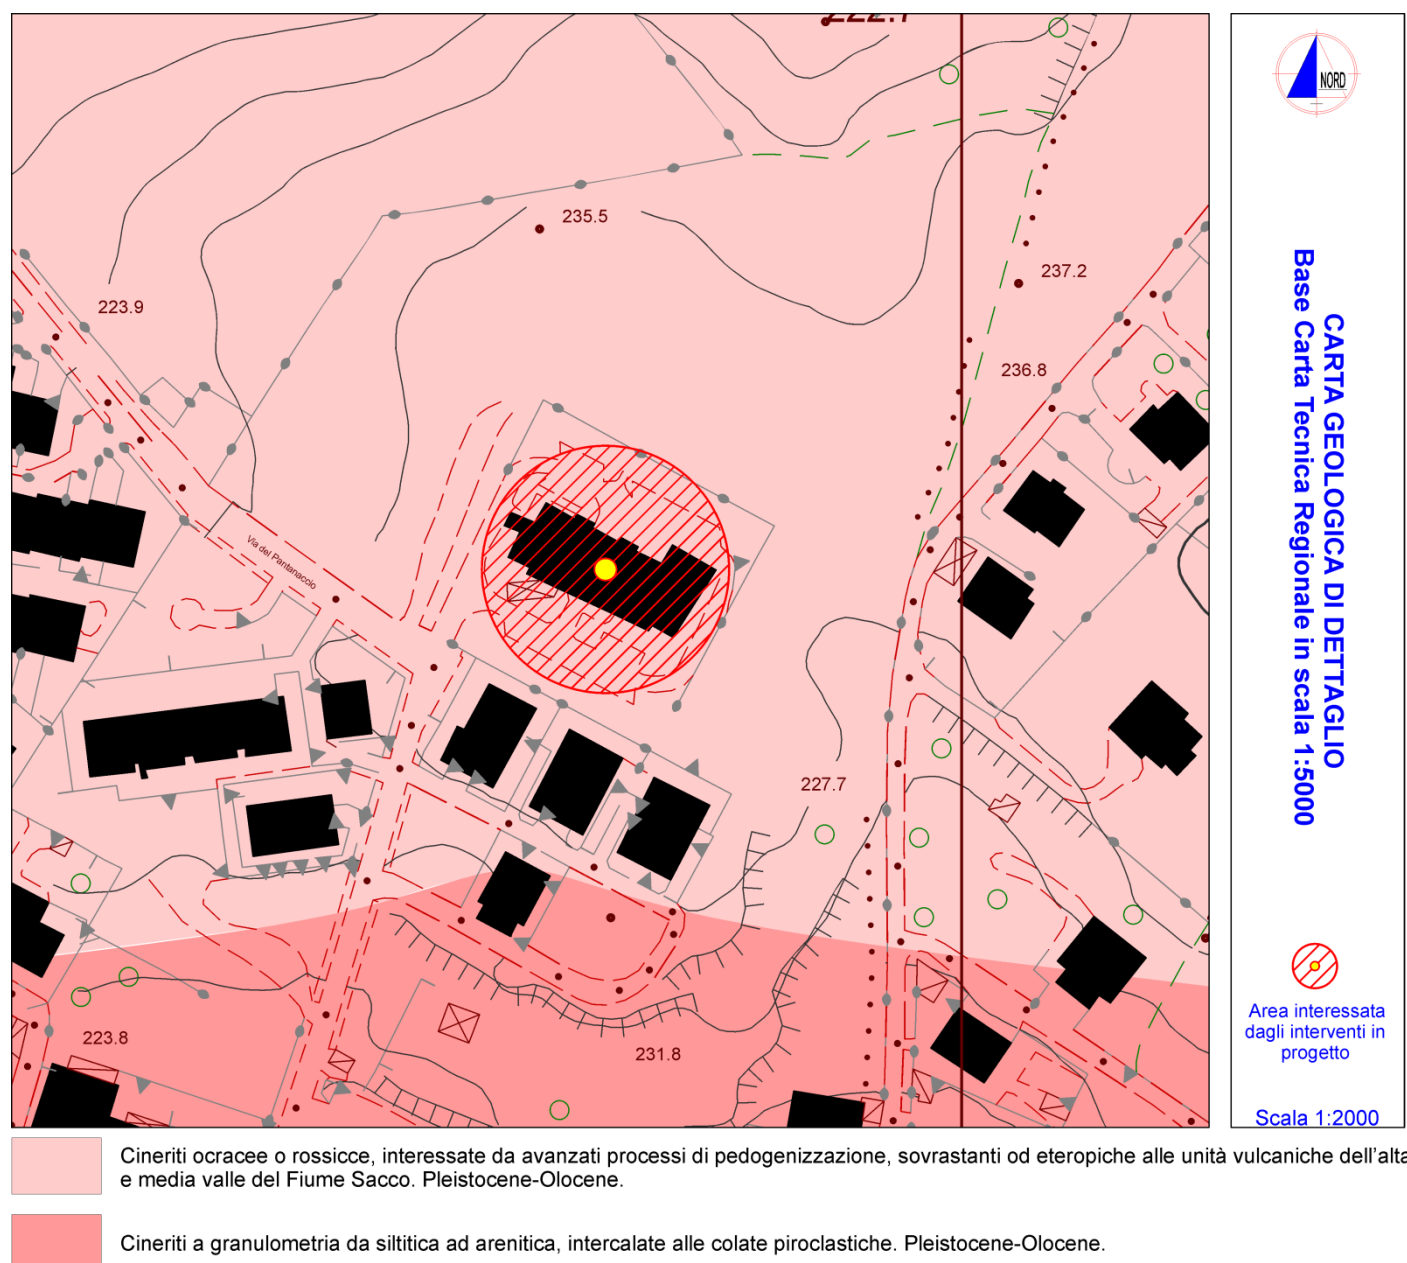 222.7
NORD
235.5
237.2
223.9
236.8
Via del Pantanaccio
227.7
223.8
231.8
CARTA GEOLOGICA DI DETTAGLIO
Base Carta Tecnica Regionale in scala 1:5000
Area interessata
dagli interventi in
progetto
Scala 1:2000
Cineriti ocracee o rossicce, interessate da avanzati processi di pedogenizzazione, sovrastanti od eteropiche alle unità vulcaniche dell'alta
e media valle del Fiume Sacco. Pleistocene-Olocene.
Cineriti a granulometria da siltitica ad arenitica, intercalate alle colate piroclastiche. Pleistocene-Olocene.